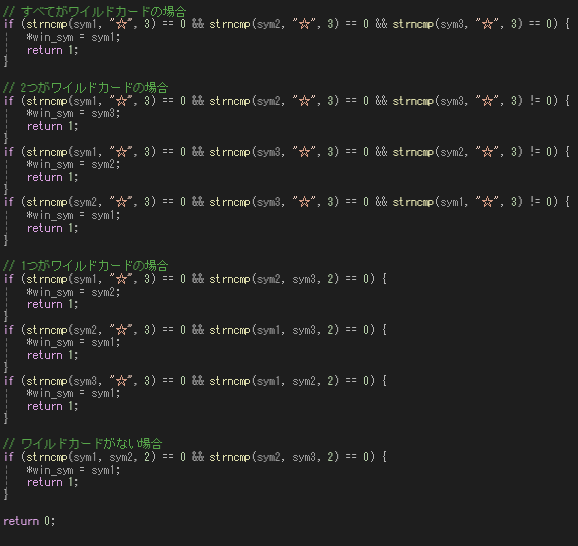 // すべてがワイルドカードの場合
if (strncmp(sym1, "☆", 3) == 0 && strncmp(sym2, "☆", 3) == 0 && strncmp(sym3, "☆", 3) == 0) {
    *win_sym = sym1;
    return 1;
}

// 2つがワイルドカードの場合
if (strncmp(sym1, "☆", 3) == 0 && strncmp(sym2, "☆", 3) == 0 && strncmp(sym3, "☆", 3) != 0) {
    *win_sym = sym3;
    return 1;
}
if (strncmp(sym1, "☆", 3) == 0 && strncmp(sym3, "☆", 3) == 0 && strncmp(sym2, "☆", 3) != 0) {
    *win_sym = sym2;
    return 1;
}
if (strncmp(sym2, "☆", 3) == 0 && strncmp(sym3, "☆", 3) == 0 && strncmp(sym1, "☆", 3) != 0) {
    *win_sym = sym1;
    return 1;
}

// 1つがワイルドカードの場合
if (strncmp(sym1, "☆", 3) == 0 && strncmp(sym2, sym3, 2) == 0) {
    *win_sym = sym2;
    return 1;
}
if (strncmp(sym2, "☆", 3) == 0 && strncmp(sym1, sym3, 2) == 0) {
    *win_sym = sym1;
    return 1;
}
if (strncmp(sym3, "☆", 3) == 0 && strncmp(sym1, sym2, 2) == 0) {
    *win_sym = sym1;
    return 1;
}

// ワイルドカードがない場合
if (strncmp(sym1, sym2, 2) == 0 && strncmp(sym2, sym3, 2) == 0) {
    *win_sym = sym1;
    return 1;
}

return 0;